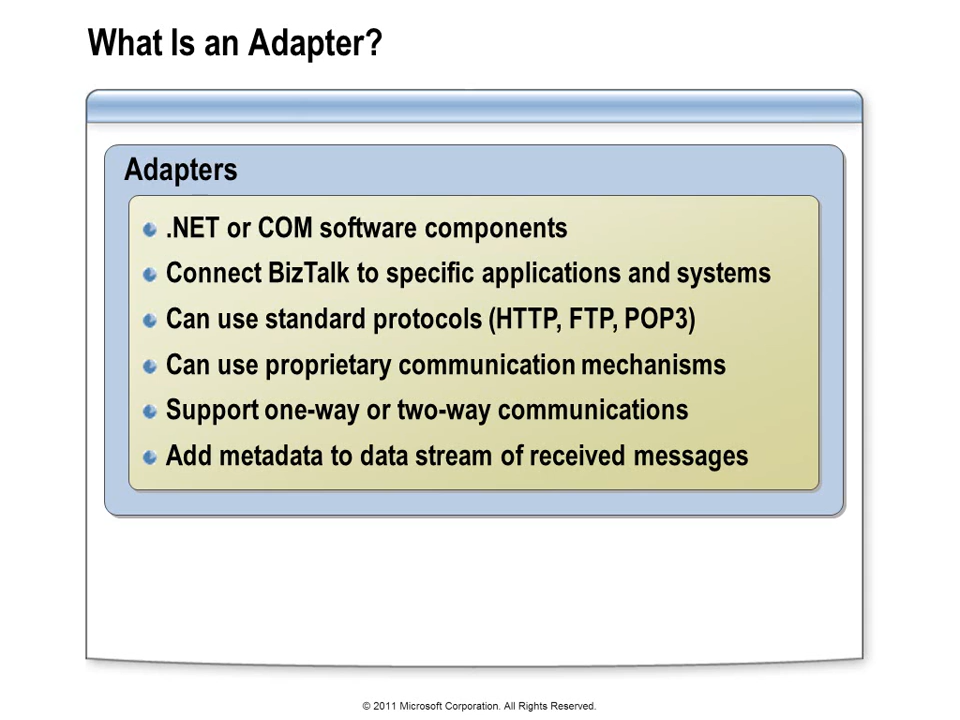 What Is an Adapter?
Adapters
.NET or COM software components
Connect BizTalk to specific applications and systems
Can use standard protocols (HTTP, FTP, POP3)
Can use proprietary communication mechanisms
Support one-way or two-way communications
Add metadata to data stream of received messages
© 2011 Microsoft Corporation. All Rights Reserved.